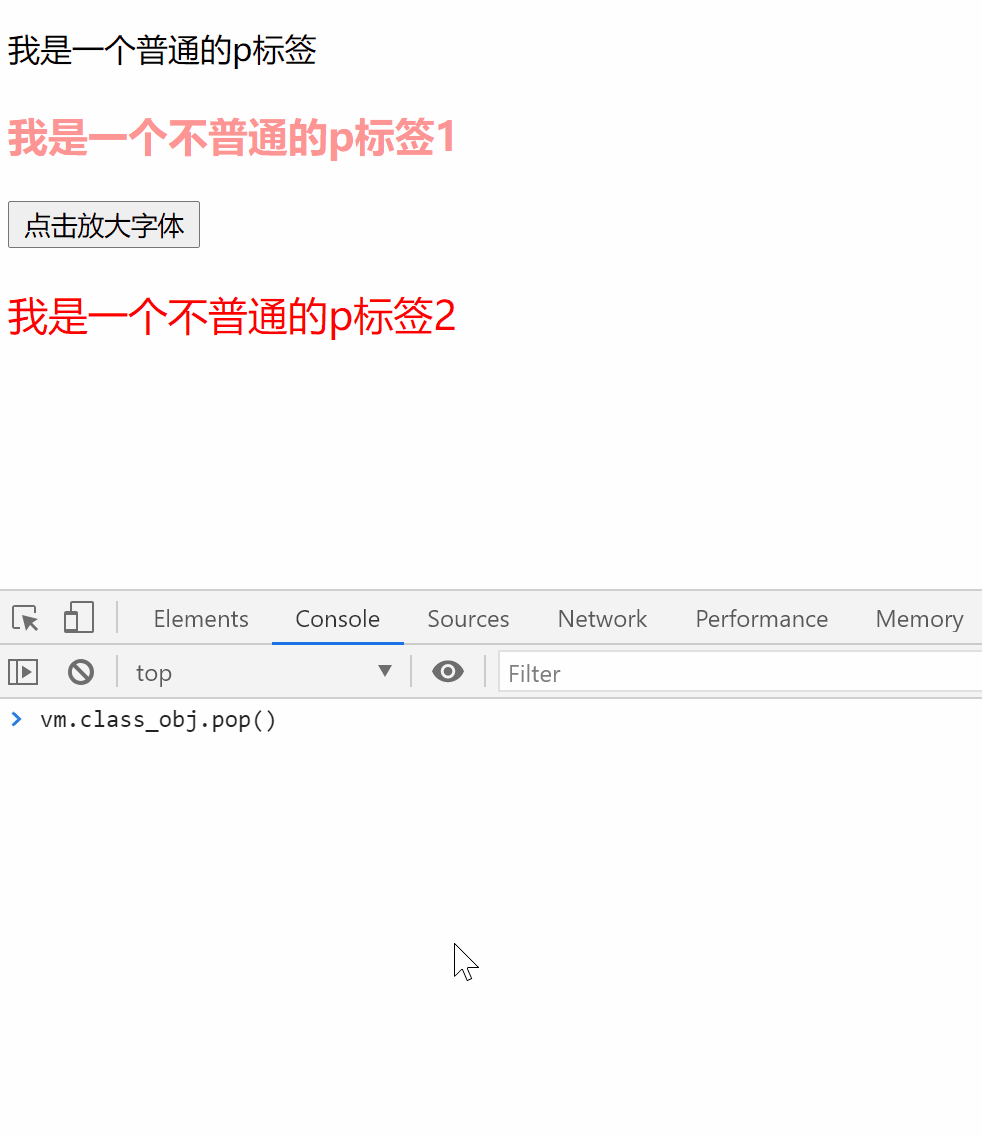 我是一个普通的p标签
我是一个不普通的p标签1
点击放大字体
我是一个不普通的p标签2
Elements Console Sources Network Performance Memory
top Filter
vm.class_obj.pop()